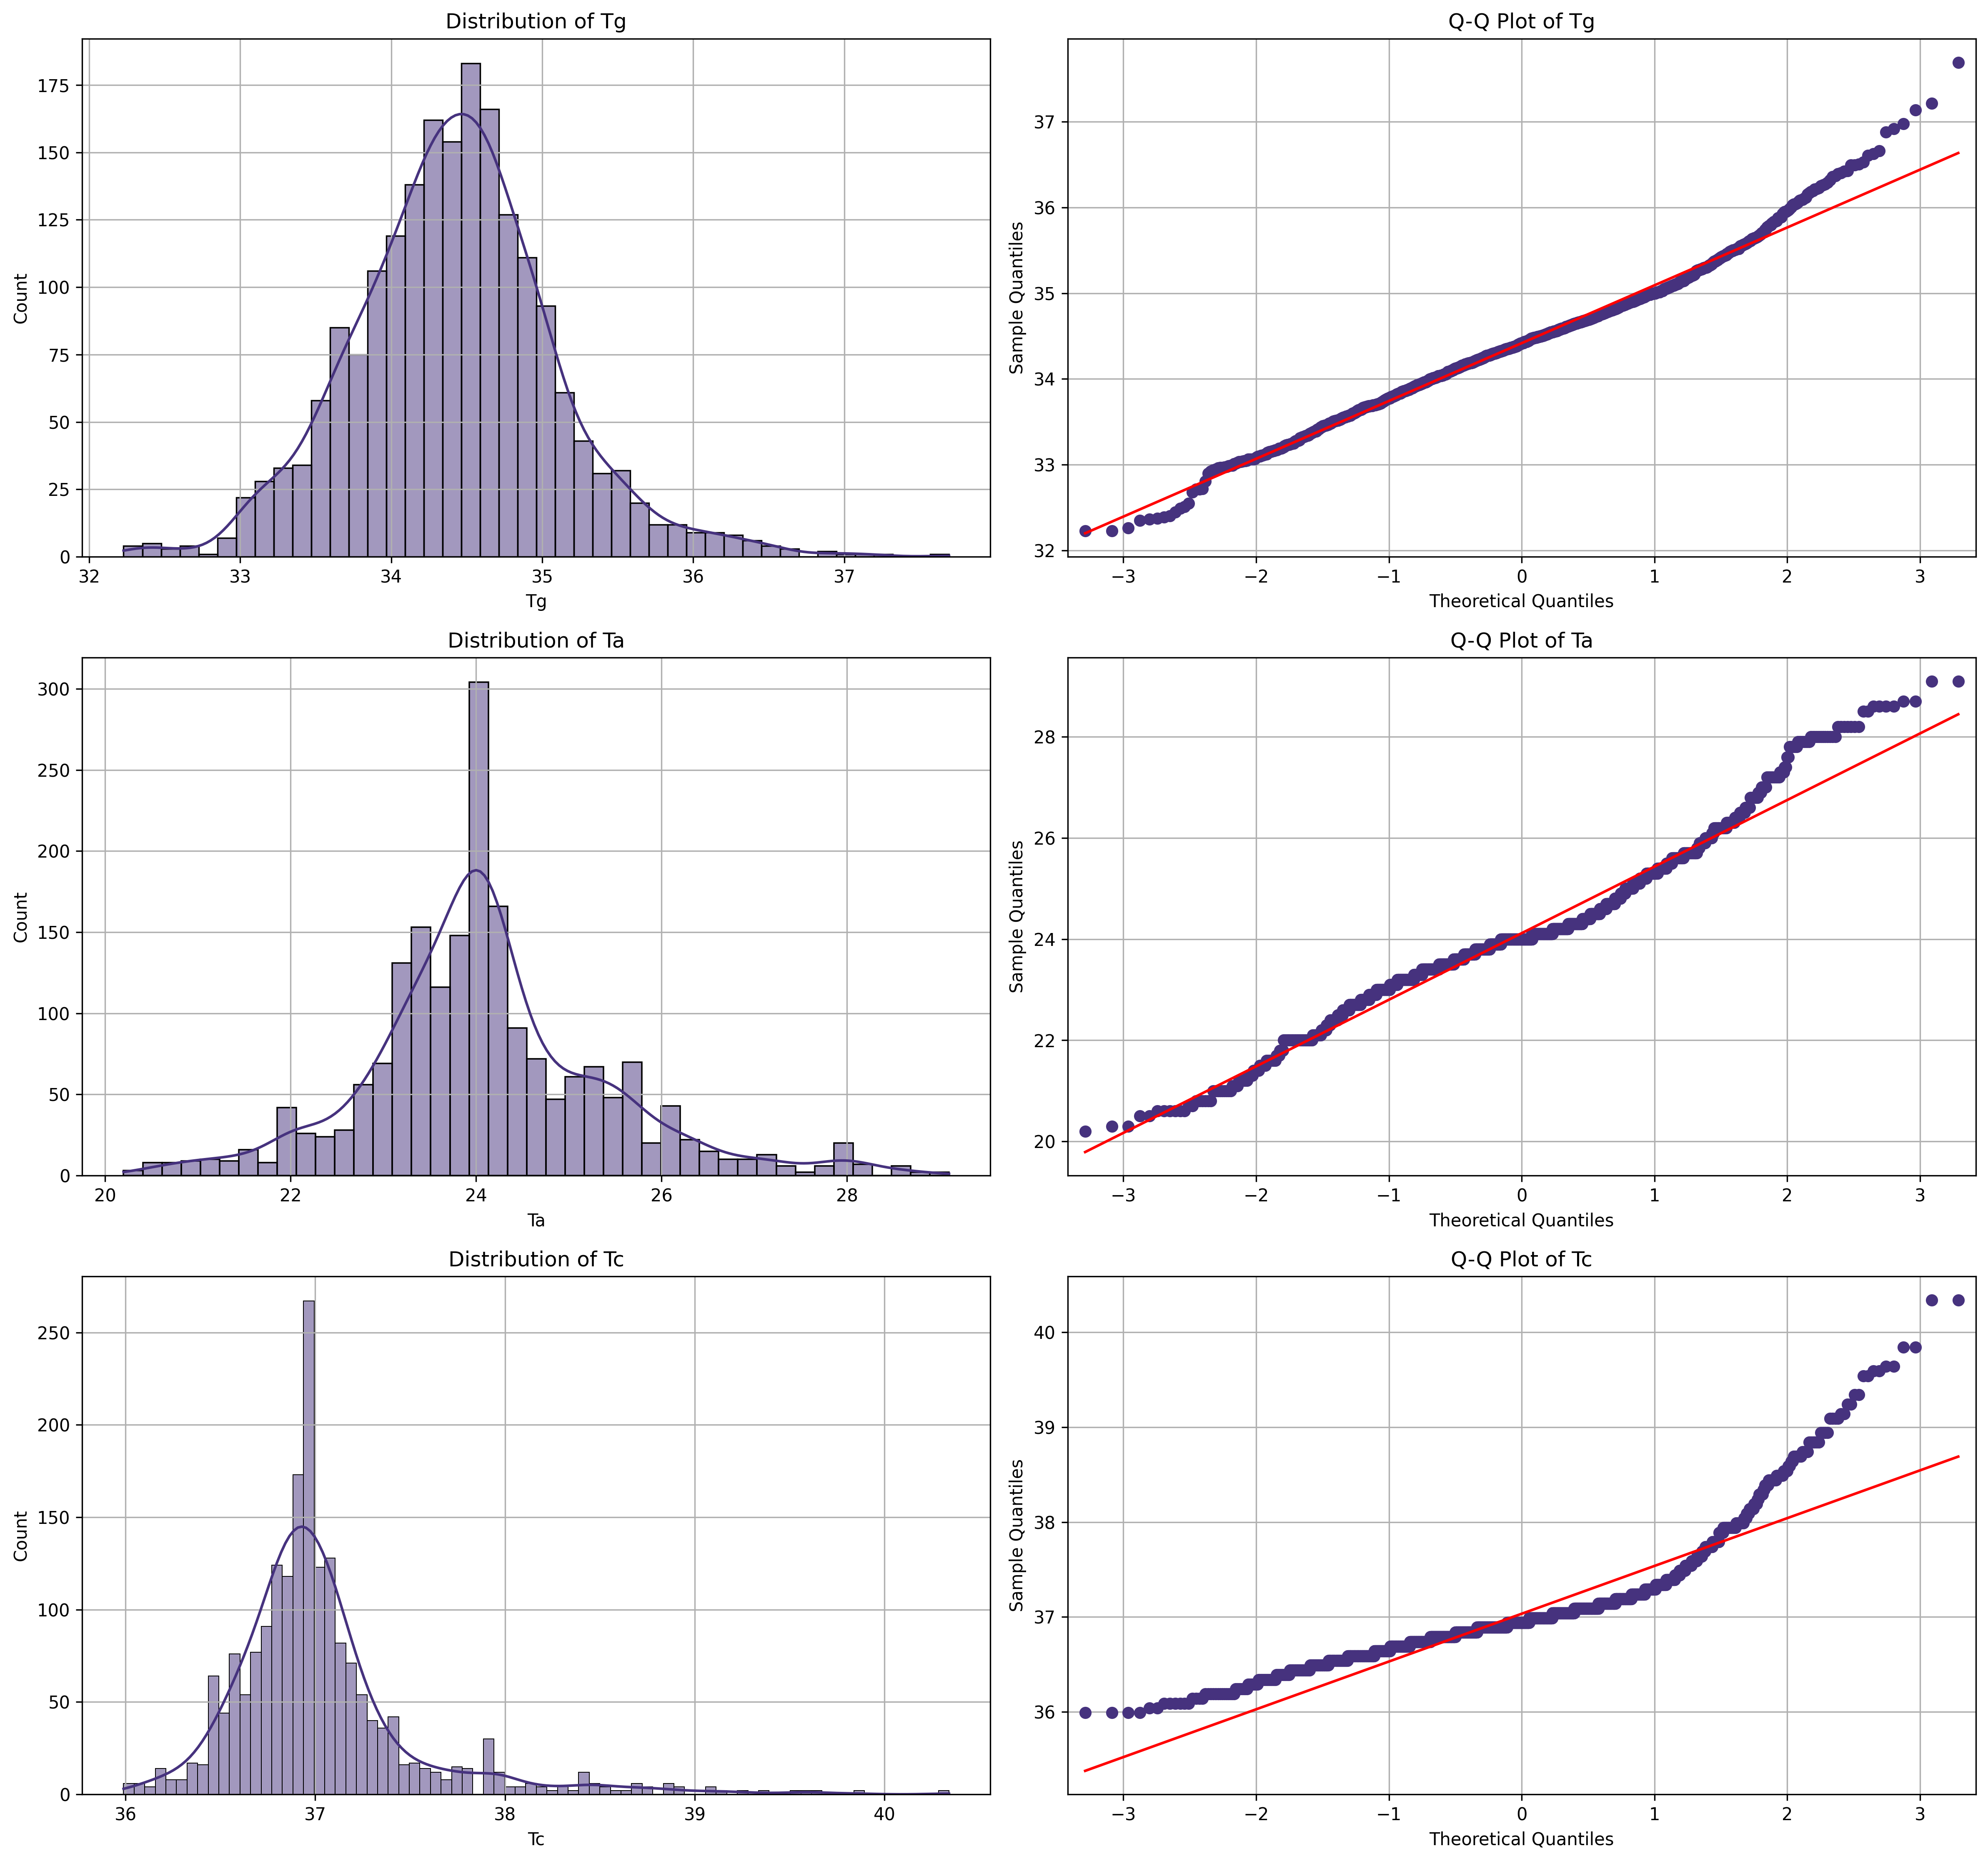 Distribution of Tg
175
150
125
100
75
50
25
0
Count
32 33 34 35 36 37
Tg
Q-Q Plot of Tg
37
36
35
34
33
32
Sample Quantiles
−3 −2 −1 0 1 2 3
Theoretical Quantiles
Distribution of Ta
300
250
200
150
100
50
0
Count
20 22 24 26 28
Ta
Q-Q Plot of Ta
28
26
24
22
20
Sample Quantiles
−3 −2 −1 0 1 2 3
Theoretical Quantiles
Distribution of Tc
250
200
150
100
50
0
Count
36 37 38 39 40
Tc
Q-Q Plot of Tc
40
39
38
37
36
Sample Quantiles
−3 −2 −1 0 1 2 3
Theoretical Quantiles